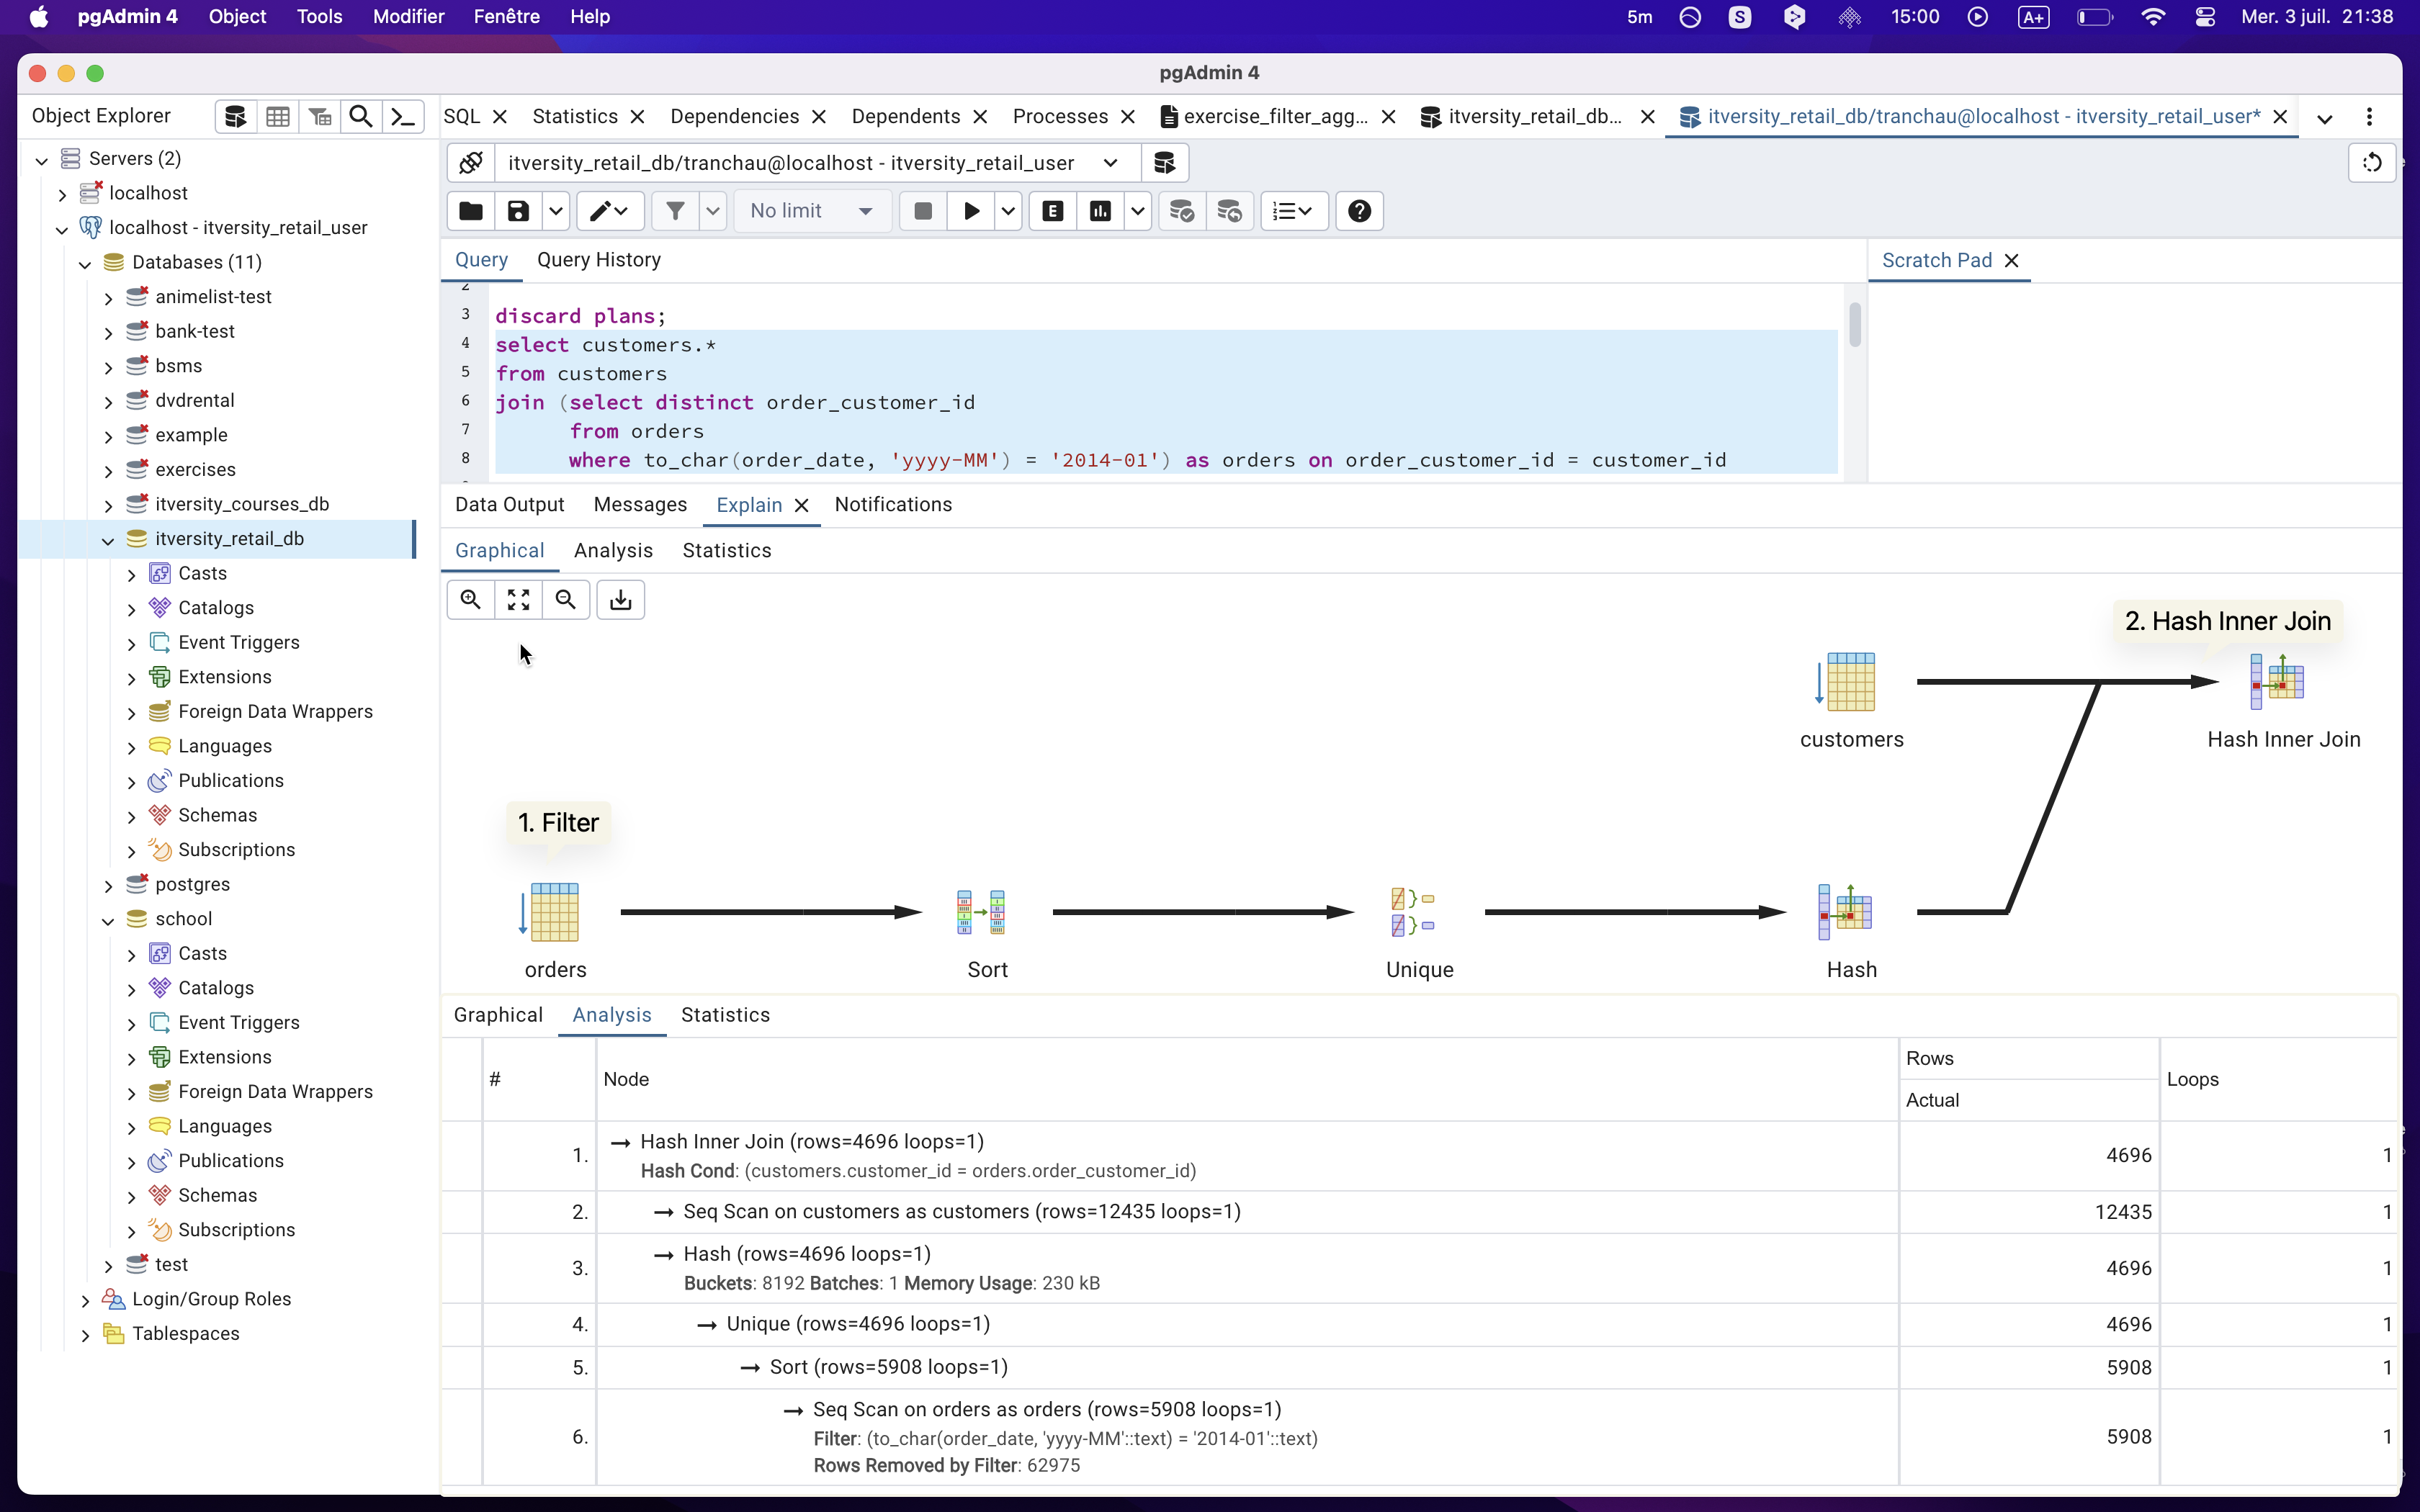 pgAdmin 4 Object Tools Modifier Fenêtre Help 5m S 15:00 A+ Mer. 3 juil. 21:38
pgAdmin 4
Object Explorer
SQL Statistics Dependencies Dependents Processes exercise_filter_agg... itversity_retail_db... itversity_retail_db/tranchau@localhost - itversity_retail_user*
Servers (2)
localhost
localhost - itversity_retail_user
Databases (11)
animelist-test
bank-test
bsms
dvdrental
example
exercises
itversity_courses_db
itversity_retail_db
Casts
Catalogs
Event Triggers
Extensions
Foreign Data Wrappers
Languages
Publications
Schemas
Subscriptions
postgres
school
Casts
Catalogs
Event Triggers
Extensions
Foreign Data Wrappers
Languages
Publications
Schemas
Subscriptions
test
Login/Group Roles
Tablespaces
itversity_retail_db/tranchau@localhost - itversity_retail_user
No limit E
Query Query History
Scratch Pad
2
3 discard plans;
4 select customers.*
5 from customers
6 join (select distinct order_customer_id
7 from orders
8 where to_char(order_date, 'yyyy-MM') = '2014-01') as orders on order_customer_id = customer_id
Data Output Messages Explain Notifications
Graphical Analysis Statistics
2. Hash Inner Join
customers
Hash Inner Join
1. Filter
orders
Sort
Unique
Hash
Graphical Analysis Statistics
# Node Rows Loops
Actual
1. → Hash Inner Join (rows=4696 loops=1) 4696 1
Hash Cond: (customers.customer_id = orders.order_customer_id)
2. → Seq Scan on customers as customers (rows=12435 loops=1) 12435 1
3. → Hash (rows=4696 loops=1) 4696 1
Buckets: 8192 Batches: 1 Memory Usage: 230 kB
4. → Unique (rows=4696 loops=1) 4696 1
5. → Sort (rows=5908 loops=1) 5908 1
6. → Seq Scan on orders as orders (rows=5908 loops=1) 5908 1
Filter: (to_char(order_date, 'yyyy-MM'::text) = '2014-01'::text)
Rows Removed by Filter: 62975